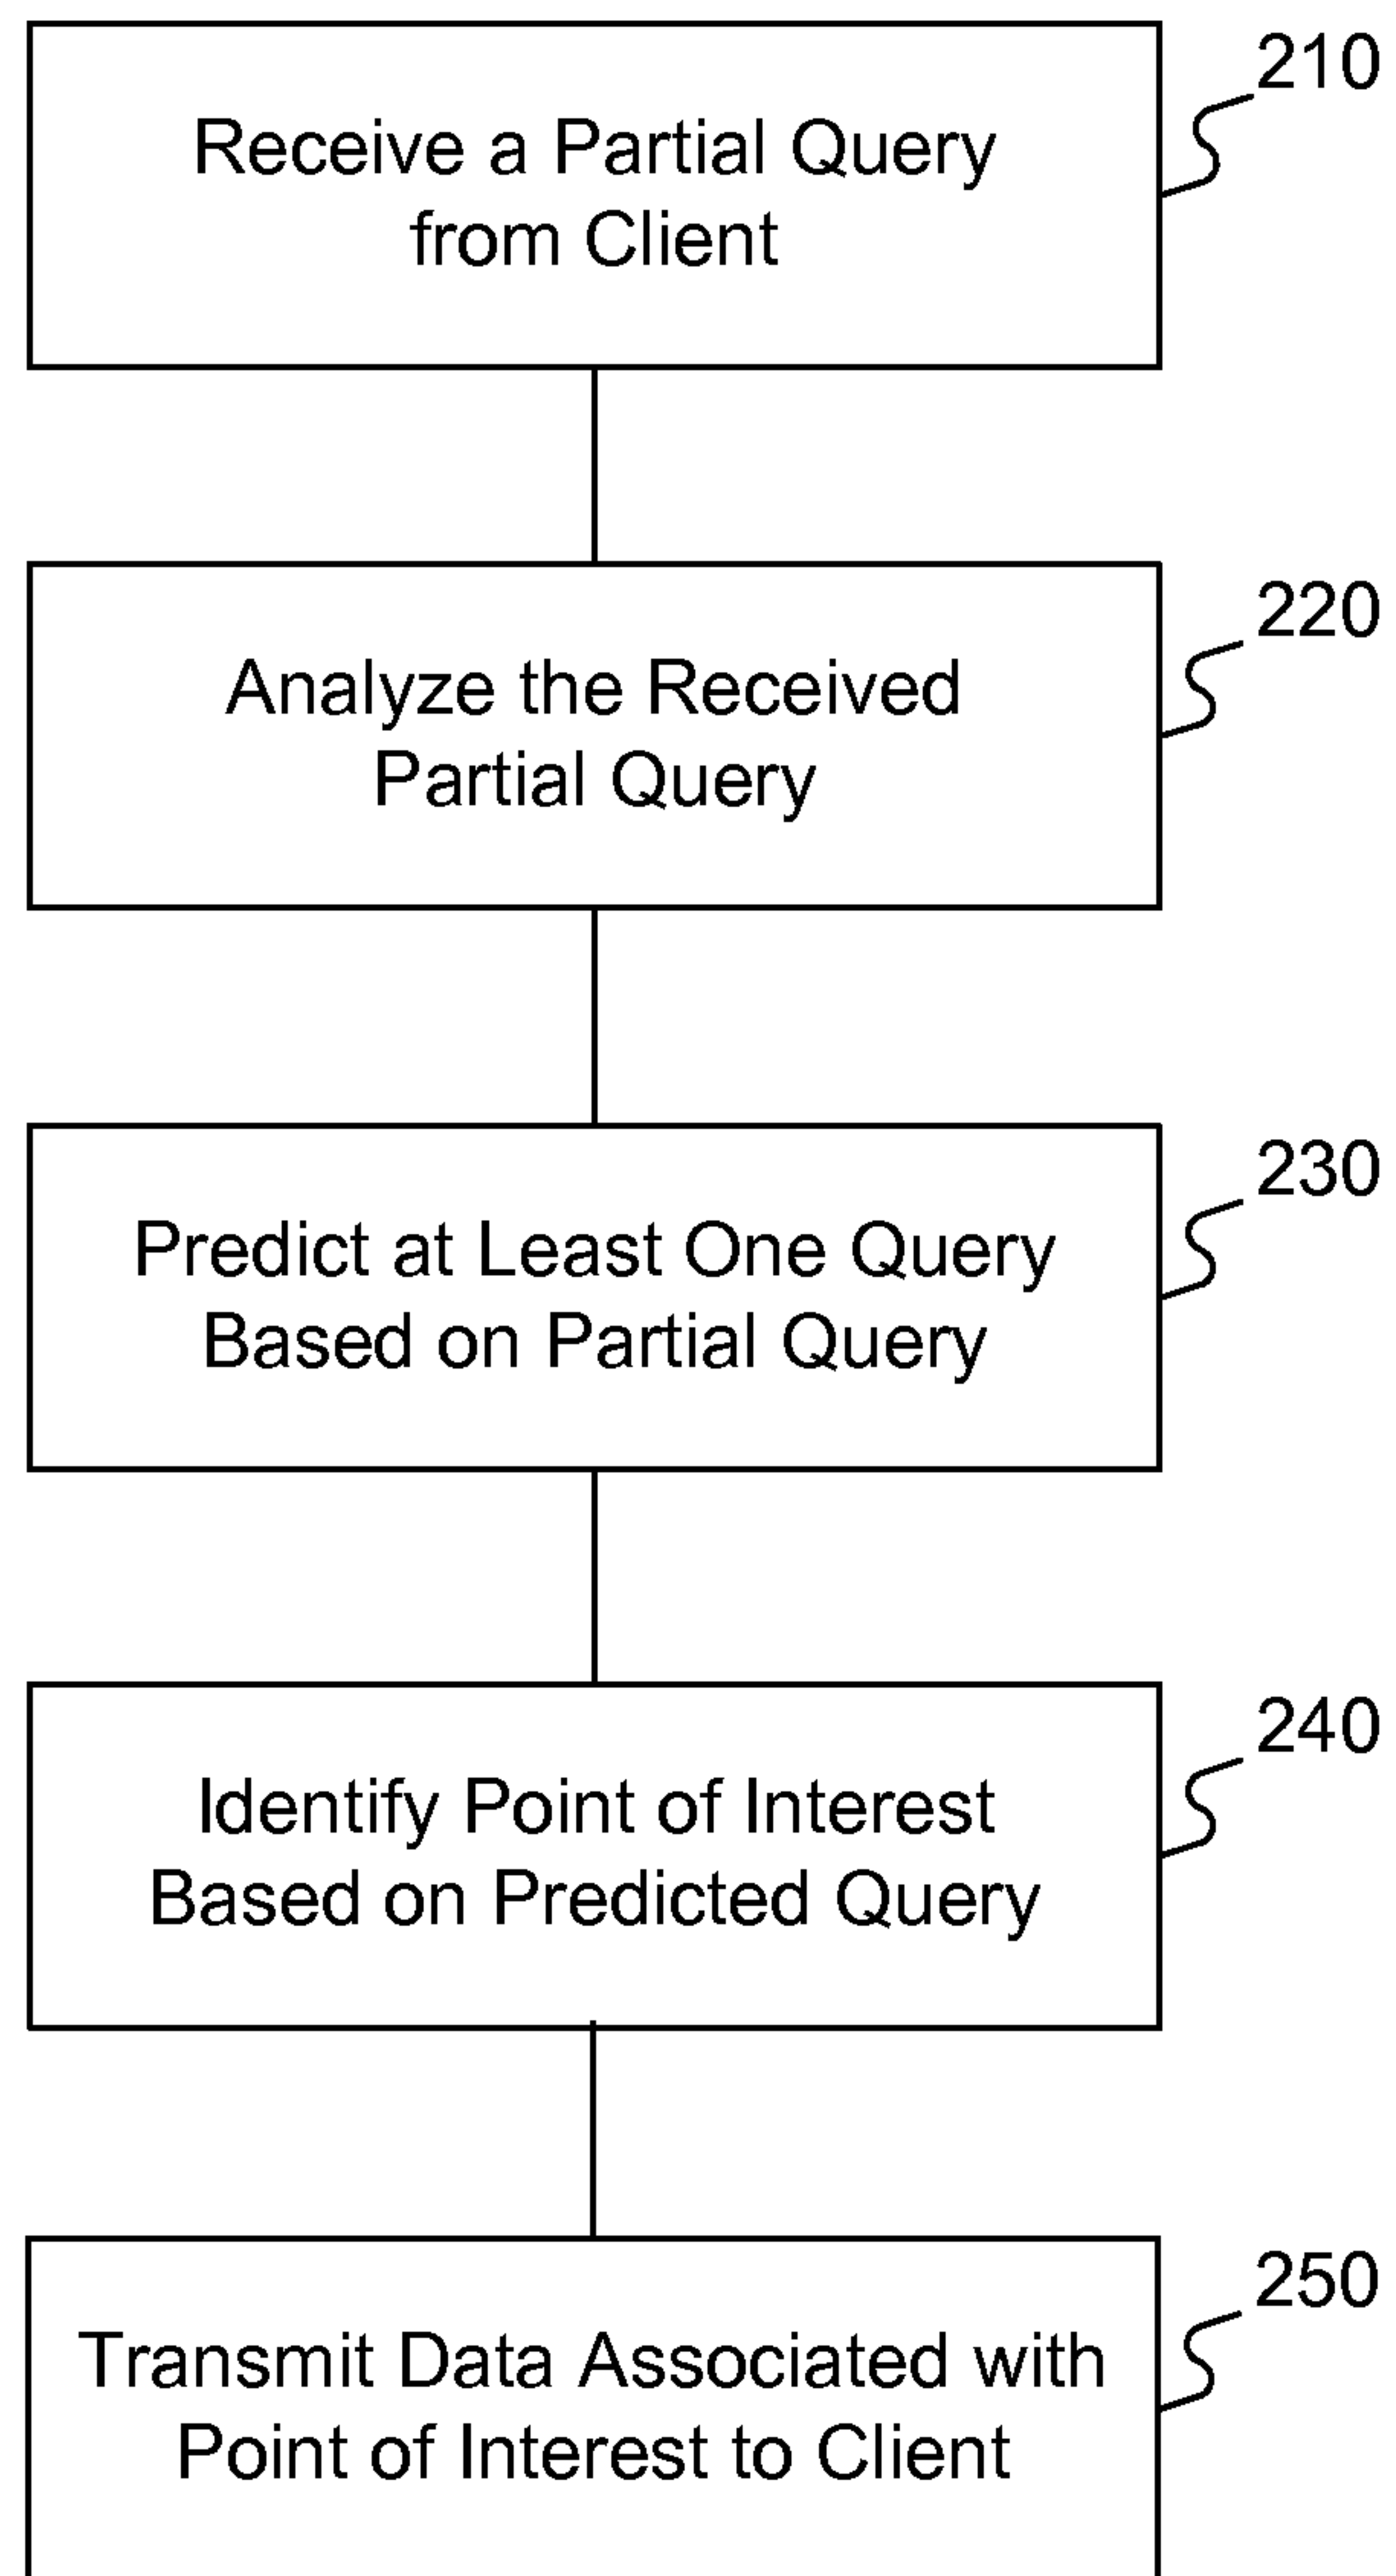 210
Receive a Partial Query
from Client
220
Analyze the Received
Partial Query
230
Predict at Least One Query
Based on Partial Query
240
Identify Point of Interest
Based on Predicted Query
250
Transmit Data Associated with
Point of Interest to Client